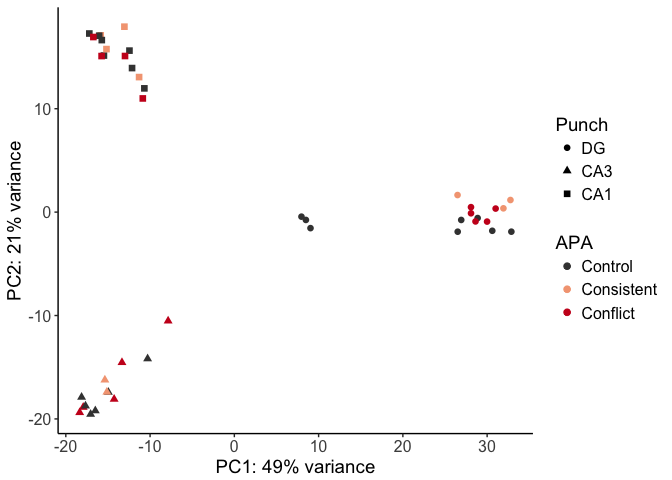 PC2: 21% variance
10
0
-10
-20
-20
-10
0
10
20
30
PC1: 49% variance
Punch
DG
CA3
CA1
APA
Control
Consistent
Conflict